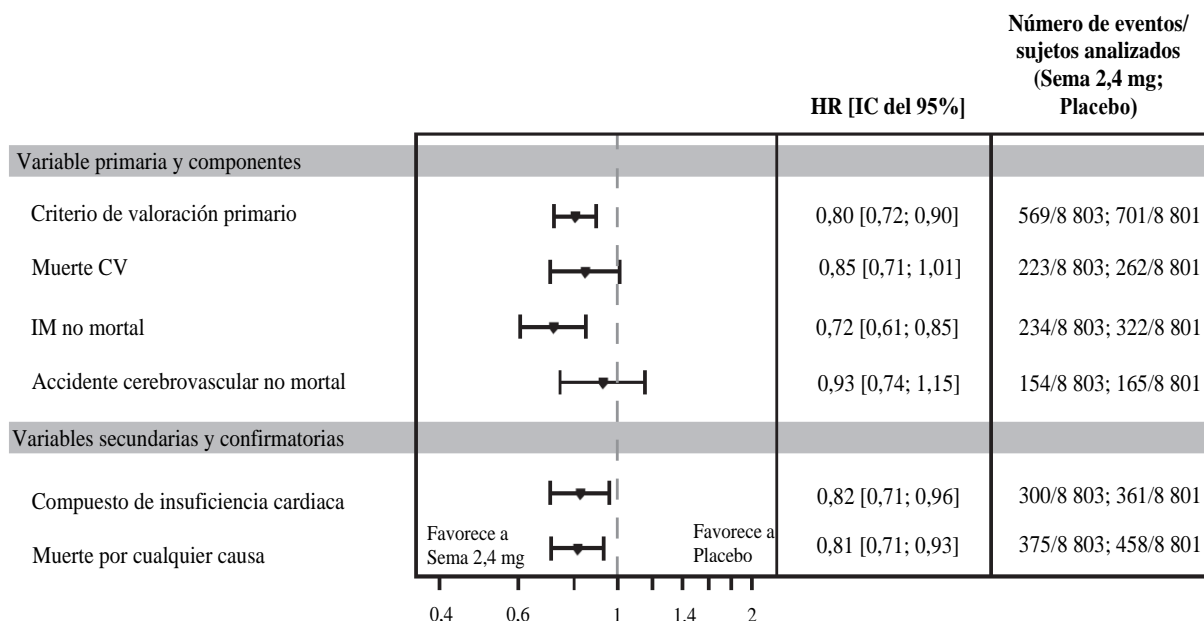 Número de eventos/
sujetos analizados
(Sema 2,4 mg;
Placebo)
HR [IC del 95%]
Variable primaria y componentes
Criterio de valoración primario 0,80 [0,72; 0,90] 569/8 803; 701/8 801
Muerte CV 0,85 [0,71; 1,01] 223/8 803; 262/8 801
IM no mortal 0,72 [0,61; 0,85] 234/8 803; 322/8 801
Accidente cerebrovascular no mortal 0,93 [0,74; 1,15] 154/8 803; 165/8 801
Variables secundarias y confirmatorias
Compuesto de insuficiencia cardiaca 0,82 [0,71; 0,96] 300/8 803; 361/8 801
Muerte por cualquier causa 0,81 [0,71; 0,93] 375/8 803; 458/8 801
Favorece a
Sema 2,4 mg
Favorece a
Placebo
0,4 0,6 1 1,4 2